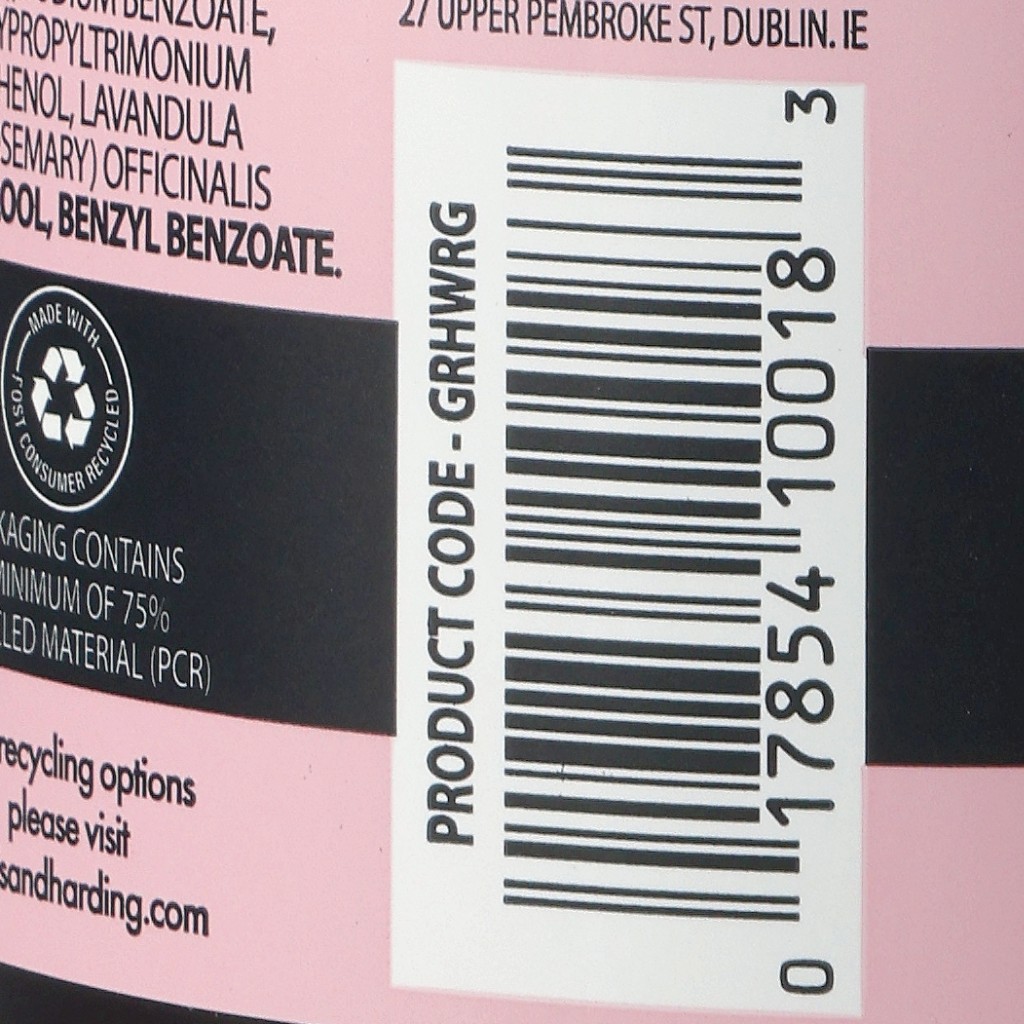 BENZOATE,
YPROPYLTRIMONIUM
HENOL, LAVANDULA
SEMARY) OFFICINALIS
OOL, BENZYL BENZOATE.
MADE WITH
POST CONSUMER RECYCLED
KAGING CONTAINS
MINIMUM OF 75%
CLED MATERIAL (PCR)
recycling options
please visit
sandharding.com
27 UPPER PEMBROKE ST, DUBLIN. IE
PRODUCT CODE - GRHWRG
0 17854 10018 3